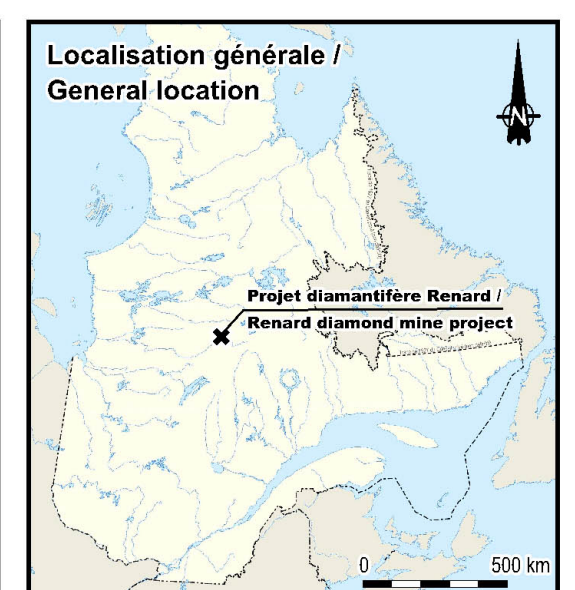 Localisation générale /
General location
N
Projet diamantifère Renard /
Renard diamond mine project
0 500 km